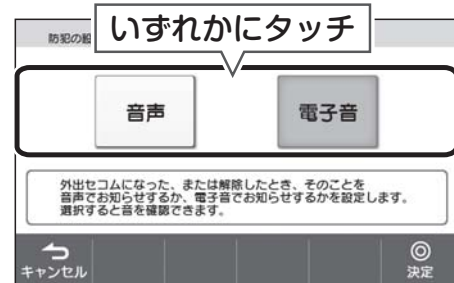 いずれかにタッチ
防犯の設
音声
電子音
外出セコムになった、または解除したとき、そのことを
音声でお知らせするか、電子音でお知らせするかを設定します。
選択すると音を確認できます。
キャンセル
決定